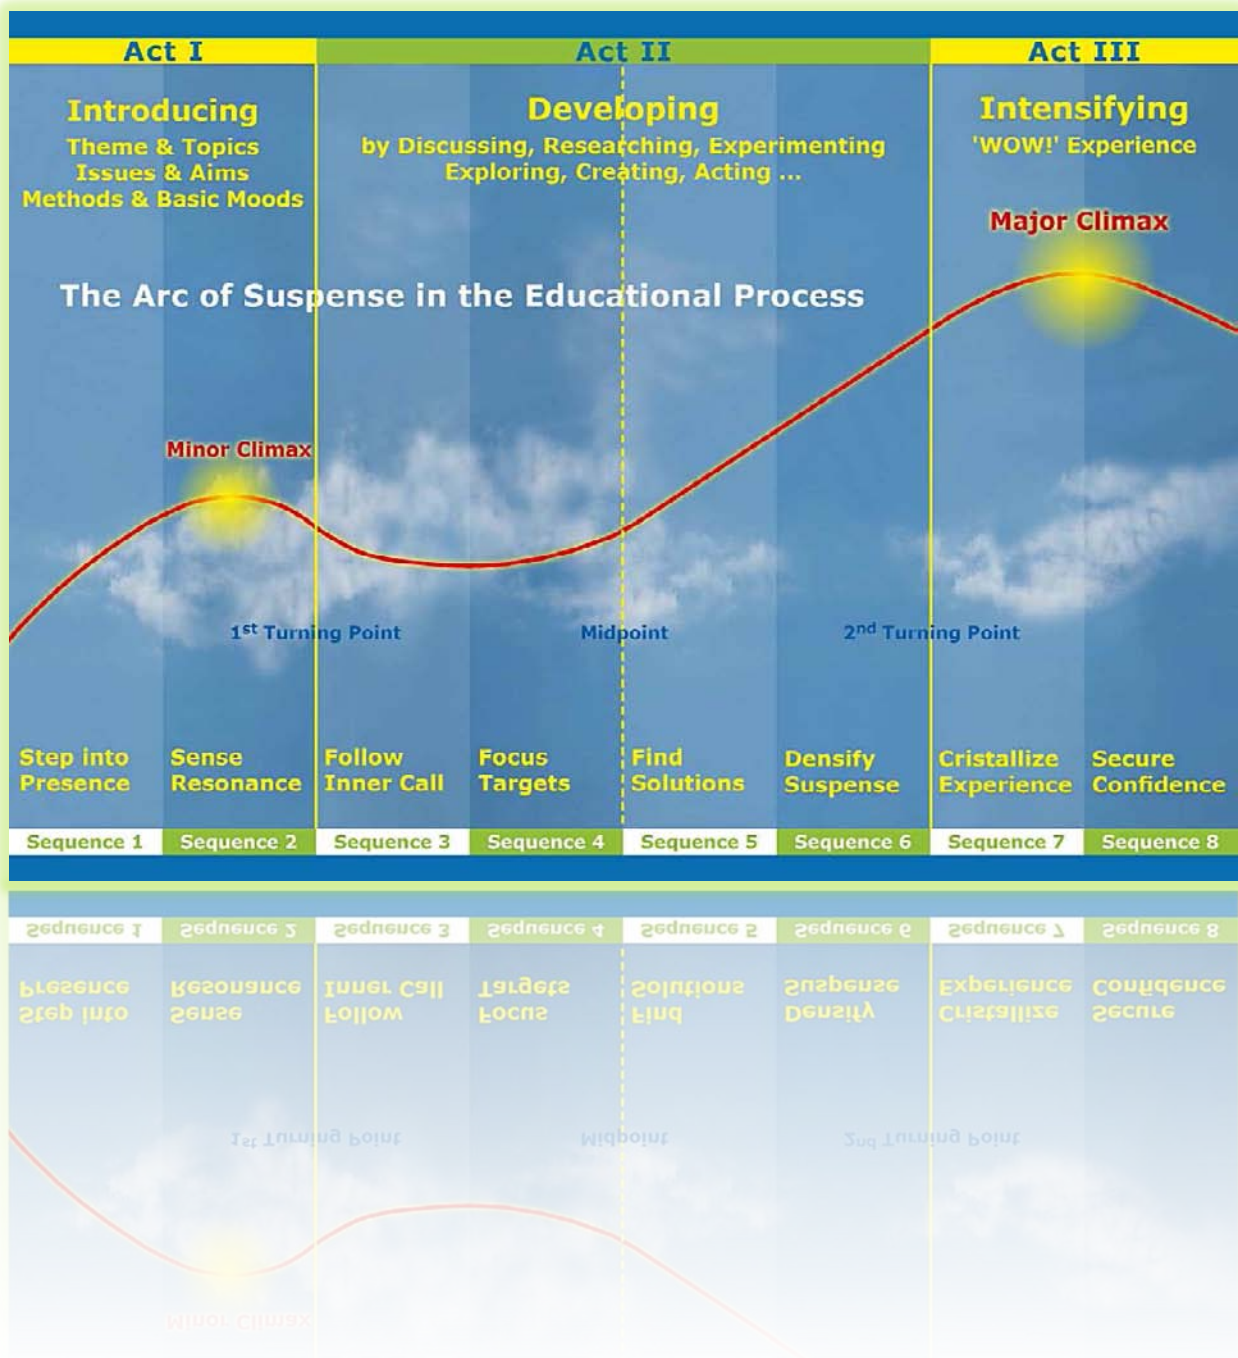 Act I
Act II
Act III
Introducing
Theme & Topics
Issues & Aims
Methods & Basic Moods
Developing
by Discussing, Researching, Experimenting
Exploring, Creating, Acting ...
Intensifying
'WOW!' Experience
Major Climax
The Arc of Suspense in the Educational Process
Minor Climax
1st Turning Point
Midpoint
2nd Turning Point
Step into
Presence
Sense
Resonance
Follow
Inner Call
Focus
Targets
Find
Solutions
Densify
Suspense
Cristallize
Experience
Secure
Confidence
Sequence 1
Sequence 2
Sequence 3
Sequence 4
Sequence 5
Sequence 6
Sequence 7
Sequence 8